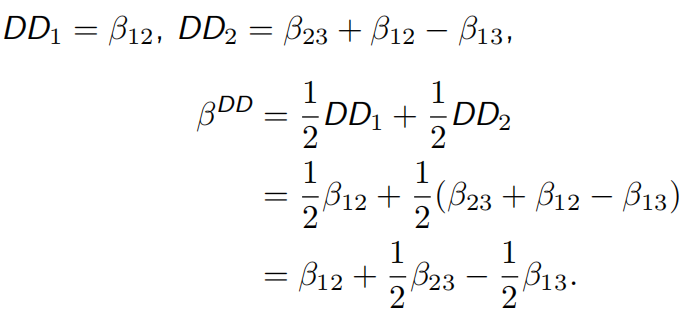 DD₁ = β₁₂, DD₂ = β₂₃ + β₁₂ − β₁₃,
β^DD = 1/2 DD₁ + 1/2 DD₂
= 1/2 β₁₂ + 1/2 (β₂₃ + β₁₂ − β₁₃)
= β₁₂ + 1/2 β₂₃ − 1/2 β₁₃.